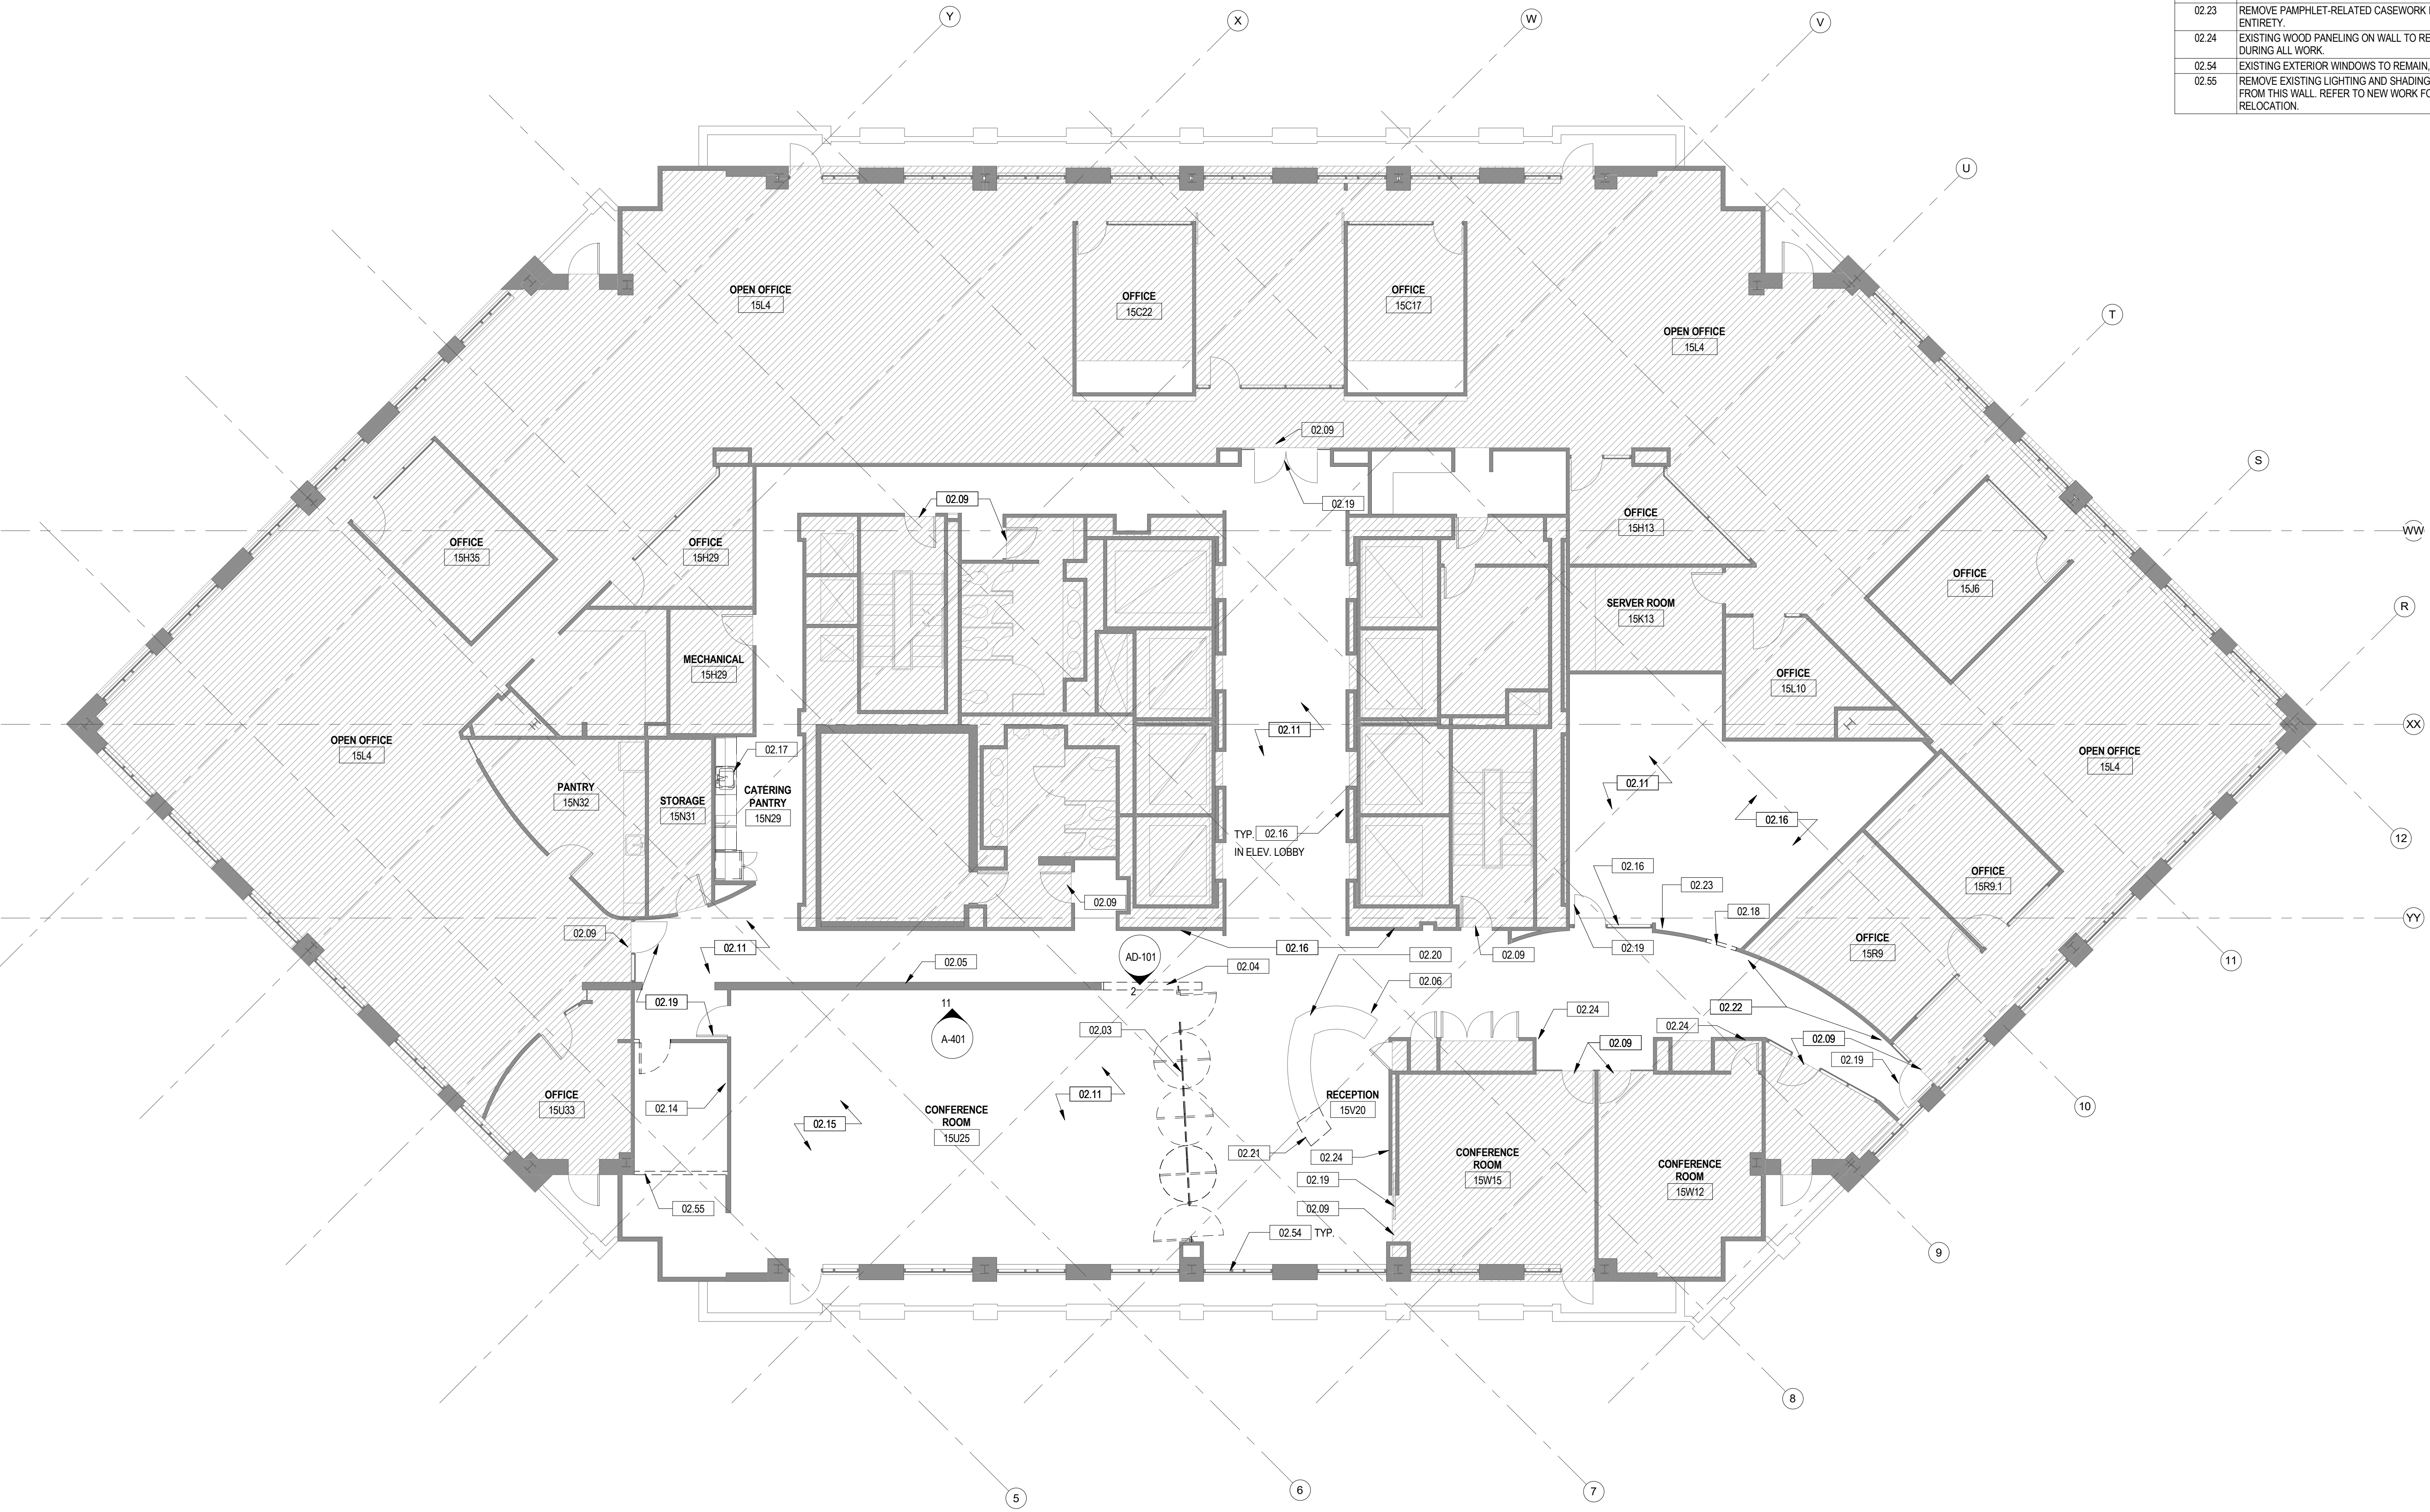 02.23 REMOVE PAMPHLET-RELATED CASEWORK
ENTIRETY.
02.24 EXISTING WOOD PANELING ON WALL TO RE
DURING ALL WORK.
02.54 EXISTING EXTERIOR WINDOWS TO REMAIN,
02.55 REMOVE EXISTING LIGHTING AND SHADING
FROM THIS WALL. REFER TO NEW WORK FO
RELOCATION.
Y
X
W
V
U
T
S
WW
R
XX
12
YY
11
10
9
8
7
6
5
OPEN OFFICE
15L4
OFFICE
15C22
OFFICE
15C17
OPEN OFFICE
15L4
02.09
02.19
02.09
OFFICE
15H35
OFFICE
15H29
OFFICE
15H13
OFFICE
15J6
SERVER ROOM
15K13
MECHANICAL
15H29
OFFICE
15L10
OPEN OFFICE
15L4
02.17
02.11
02.11
OPEN OFFICE
15L4
PANTRY
15N32
STORAGE
15N31
CATERING
PANTRY
15N29
TYP. 02.16
IN ELEV. LOBBY
02.16
02.16
02.23
OFFICE
15R9.1
02.09
02.18
02.09
02.11
02.16
02.09
02.19
OFFICE
15R9
AD-101
2
02.05
02.04
02.20
02.06
02.19
11
A-401
02.03
02.24
02.22
02.24
02.09
02.09
02.19
OFFICE
15U33
02.14
02.15
CONFERENCE
ROOM
15U25
02.11
RECEPTION
15V20
02.21
02.24
02.19
02.09
CONFERENCE
ROOM
15W15
CONFERENCE
ROOM
15W12
02.55
02.54 TYP.